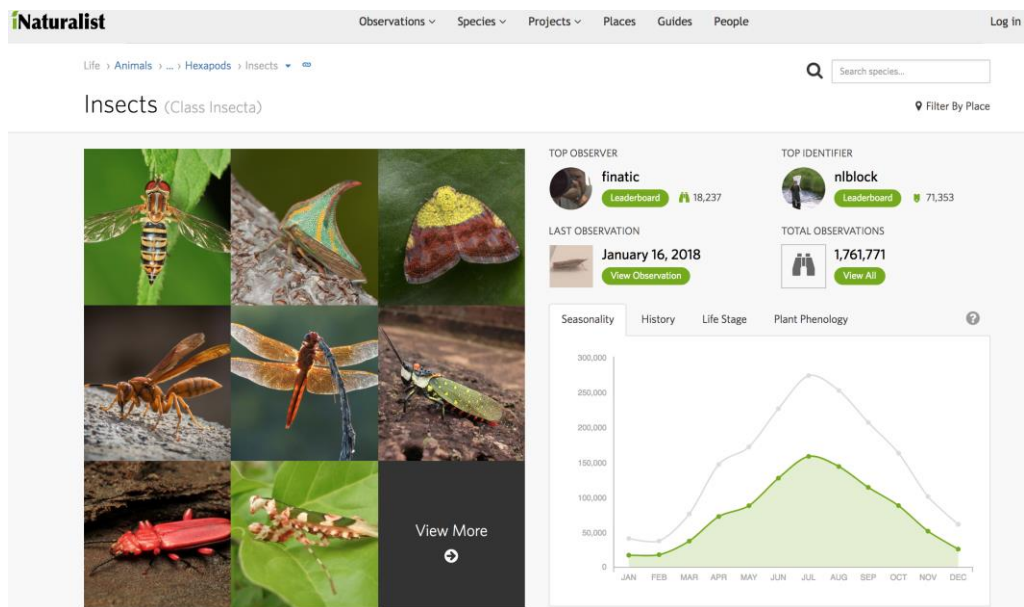 iNaturalist
Observations Species Projects Places Guides People
Log in
Life › Animals › ... › Hexapods › Insects
Search species...
Insects (Class Insecta)
Filter By Place
TOP OBSERVER
finatic
Leaderboard 18,237
TOP IDENTIFIER
nlblock
Leaderboard 71,353
LAST OBSERVATION
January 16, 2018
View Observation
TOTAL OBSERVATIONS
1,761,771
View All
Seasonality History Life Stage Plant Phenology ?
300,000
250,000
200,000
150,000
100,000
50,000
0
JAN FEB MAR APR MAY JUN JUL AUG SEP OCT NOV DEC
View More